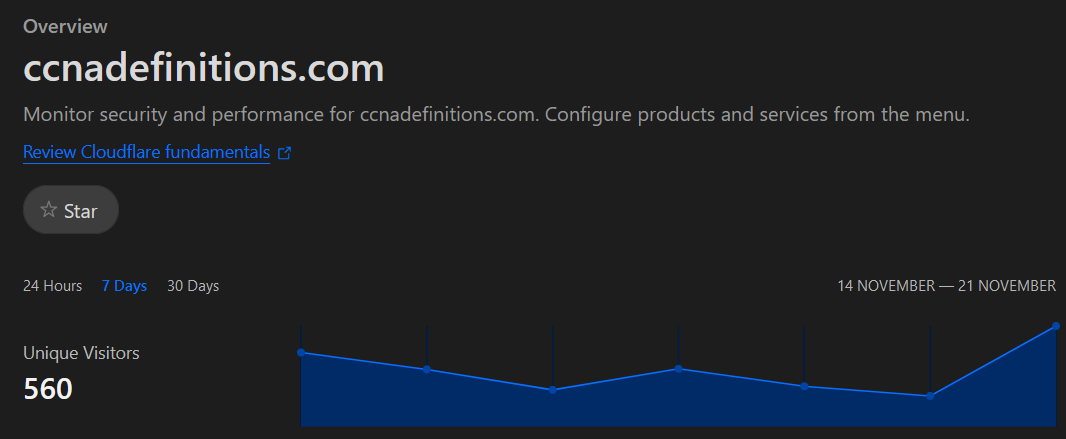 Overview
ccnadefinitions.com
Monitor security and performance for ccnadefinitions.com. Configure products and services from the menu.
Review Cloudflare fundamentals
Star
24 Hours 7 Days 30 Days 14 NOVEMBER — 21 NOVEMBER
Unique Visitors
560